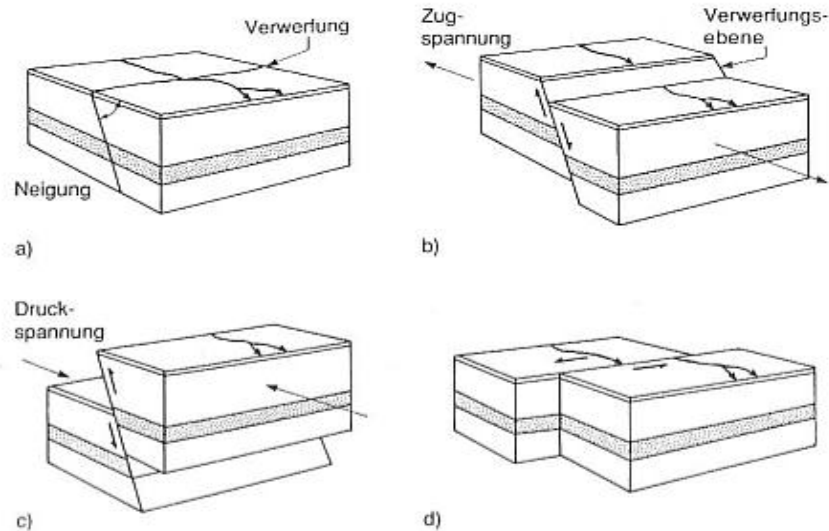 Verwerfung
Neigung
a)
Zug-
spannung
Verwerfungs-
ebene
b)
Druck-
spannung
c)
d)